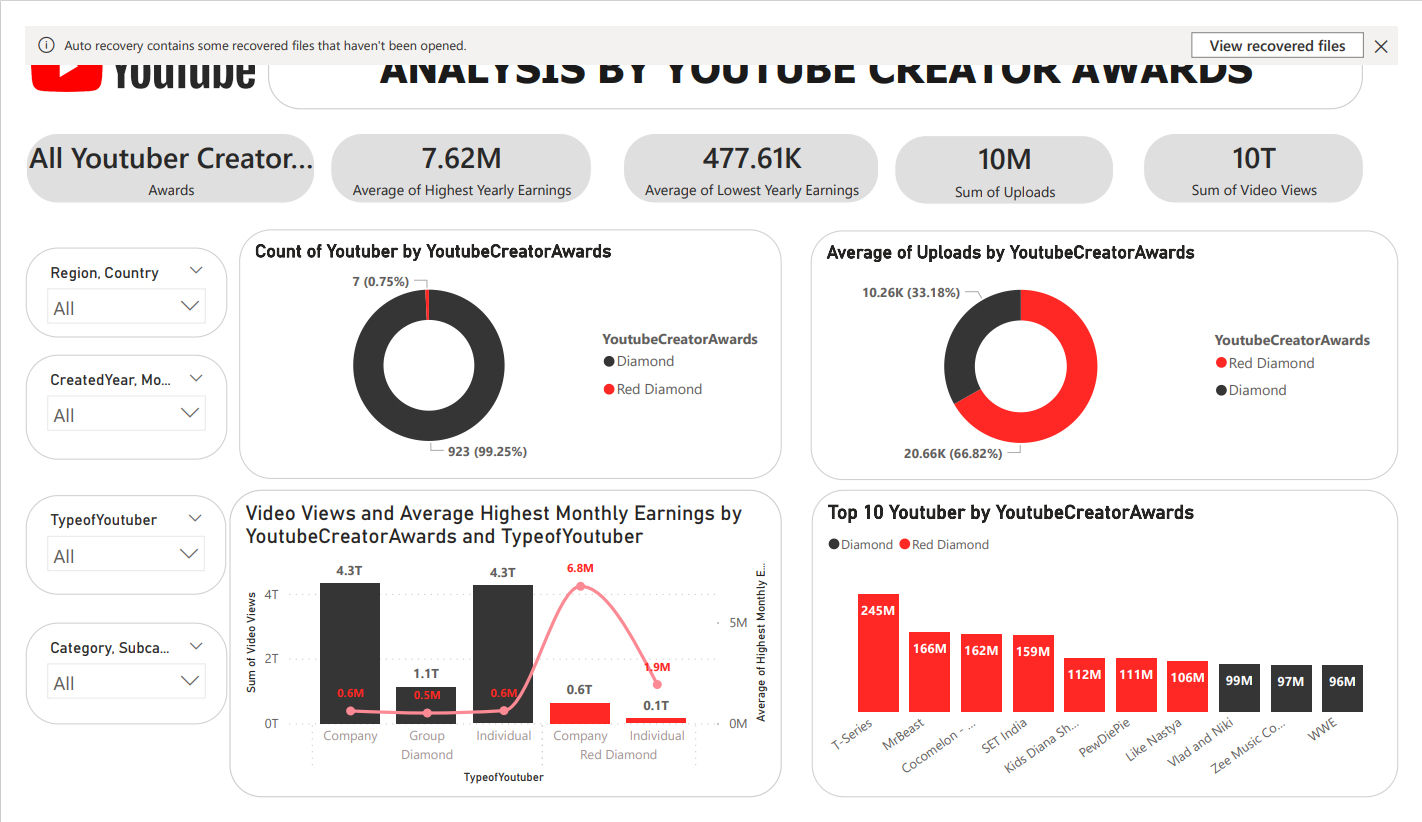 Auto recovery contains some recovered files that haven't been opened.
View recovered files
YouTube
ANALYSIS BY YOUTUBE CREATOR AWARDS
All Youtuber Creator...
Awards
7.62M
Average of Highest Yearly Earnings
477.61K
Average of Lowest Yearly Earnings
10M
Sum of Uploads
10T
Sum of Video Views
Region, Country
All
CreatedYear, Mo...
All
TypeofYoutuber
All
Category, Subca...
All
Count of Youtuber by YoutubeCreatorAwards
7 (0.75%)
923 (99.25%)
YoutubeCreatorAwards
Diamond
Red Diamond
Average of Uploads by YoutubeCreatorAwards
10.26K (33.18%)
20.66K (66.82%)
YoutubeCreatorAwards
Red Diamond
Diamond
Video Views and Average Highest Monthly Earnings by
YoutubeCreatorAwards and TypeofYoutuber
Sum of Video Views
4T
2T
0T
4.3T
1.1T
4.3T
0.6T
0.1T
0.6M
0.5M
0.6M
6.8M
1.9M
5M
0M
Average of Highest Monthly E...
Company
Group
Individual
Company
Individual
Diamond
Red Diamond
TypeofYoutuber
Top 10 Youtuber by YoutubeCreatorAwards
Diamond Red Diamond
245M
166M
162M
159M
112M
111M
106M
99M
97M
96M
T-Series
MrBeast
Cocomelon - ...
SET India
Kids Diana Sh...
PewDiePie
Like Nastya
Vlad and Niki
Zee Music Co...
WWE